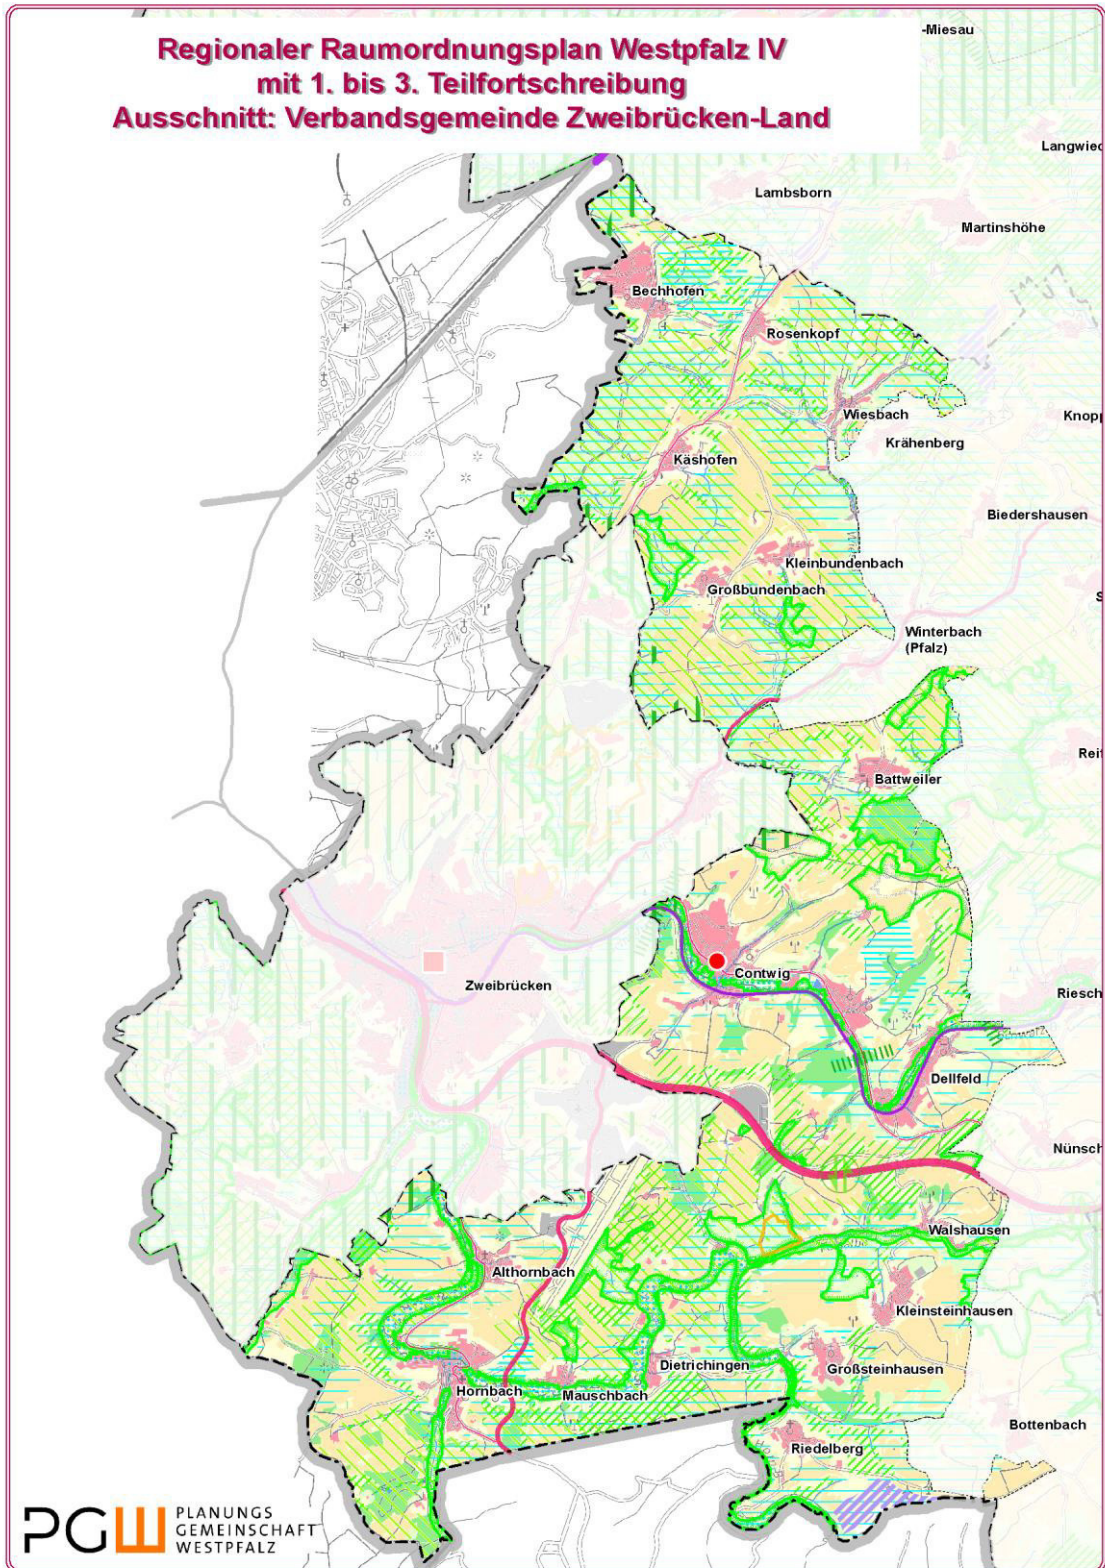 Regionaler Raumordnungsplan Westpfalz IV
mit 1. bis 3. Teilfortschreibung
Ausschnitt: Verbandsgemeinde Zweibrücken-Land
-Miesau
Langwied
Lambsborn
Martinshöhe
Bechhofen
Rosenkopf
Wiesbach
Knopp
Krähenberg
Käshofen
Biedershausen
Kleinbundenbach
Großbundenbach
S
Winterbach
(Pfalz)
Reif
Battweiler
Contwig
Zweibrücken
Riesch
Dellfeld
Nünsch
Walshausen
Althornbach
Kleinsteinhausen
Dietrichingen
Großsteinhausen
Hornbach
Mauschbach
Bottenbach
Riedelberg
PGW
PLANUNGS
GEMEINSCHAFT
WESTPFALZ